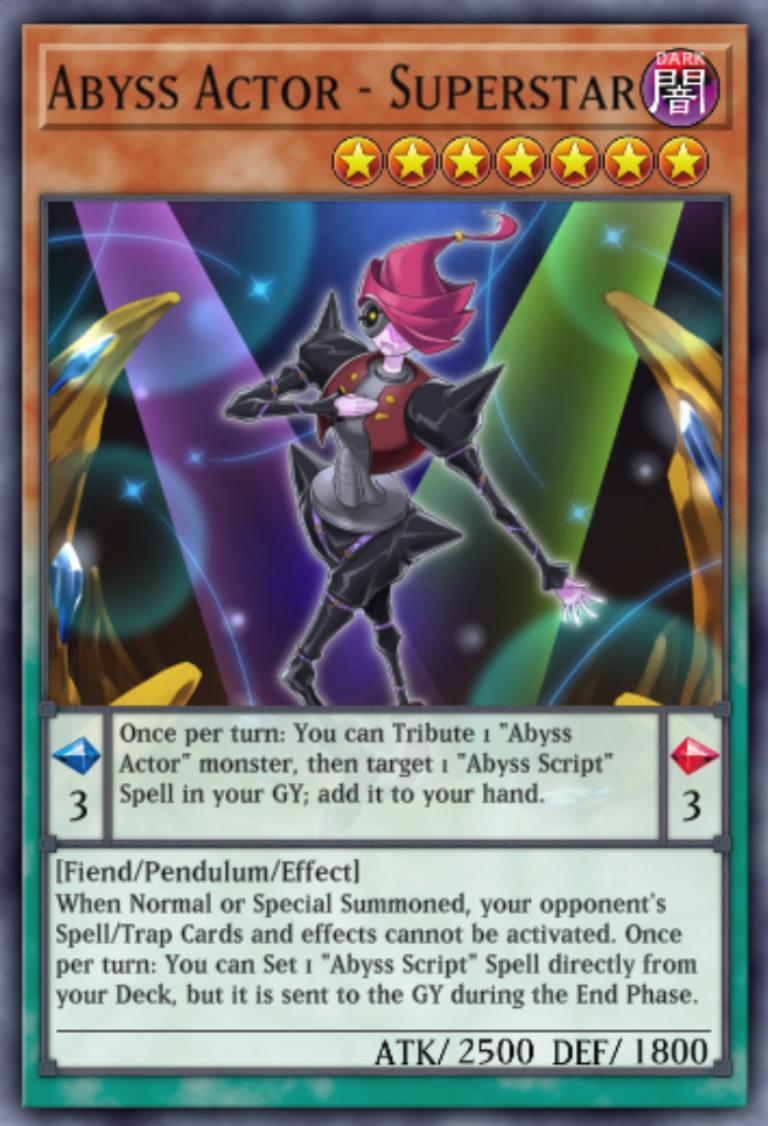 Abyss Actor - Superstar
DARK
闇
Once per turn: You can Tribute 1 "Abyss
Actor" monster, then target 1 "Abyss Script"
Spell in your GY; add it to your hand.
3
3
[Fiend/Pendulum/Effect]
When Normal or Special Summoned, your opponent's
Spell/Trap Cards and effects cannot be activated. Once
per turn: You can Set 1 "Abyss Script" Spell directly from
your Deck, but it is sent to the GY during the End Phase.
ATK/ 2500 DEF/ 1800